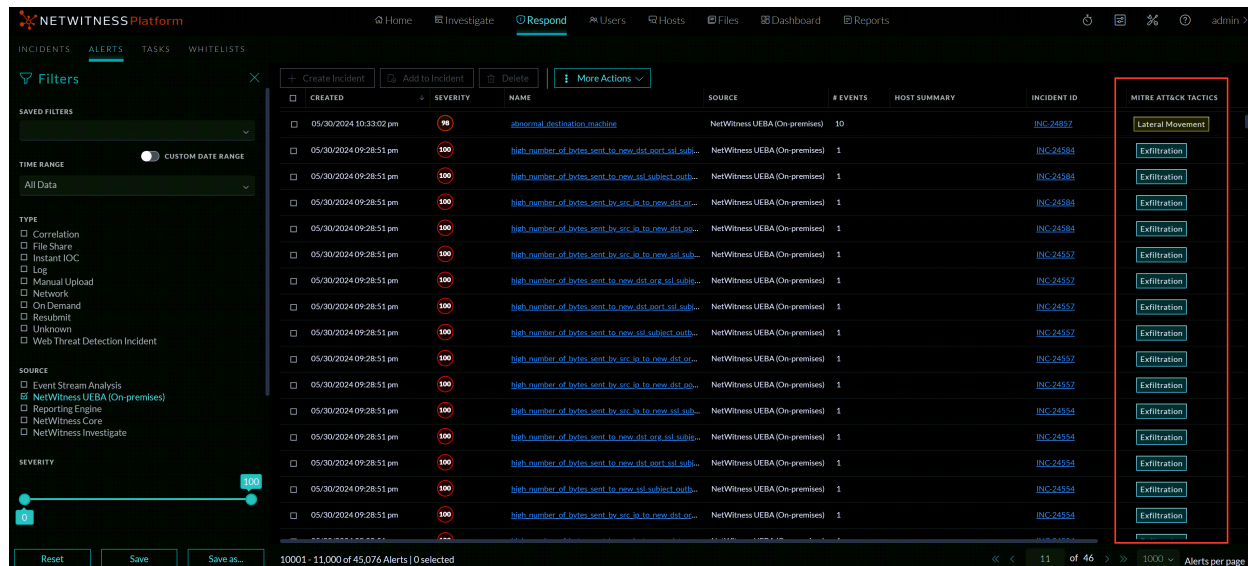 NETWITNESS Platform
Home Investigate Respond Users Hosts Files Dashboard Reports admin
INCIDENTS ALERTS TASKS WHITELISTS
Filters
SAVED FILTERS
TIME RANGE
CUSTOM DATE RANGE
All Data
TYPE
Correlation
File Share
Instant IOC
Log
Manual Upload
Network
On Demand
Resubmit
Unknown
Web Threat Detection Incident
SOURCE
Event Stream Analysis
NetWitness UEBA (On-premises)
Reporting Engine
NetWitness Core
NetWitness Investigate
SEVERITY
100
0
Reset Save Save as...
+ Create Incident Add to Incident Delete More Actions
CREATED SEVERITY NAME SOURCE # EVENTS HOST SUMMARY INCIDENT ID MITRE ATT&CK TACTICS
05/30/2024 10:33:02 pm 98 abnormal_destination_machine NetWitness UEBA (On-premises) 10 INC-24857 Lateral Movement
05/30/2024 09:28:51 pm 100 high_number_of_bytes_sent_to_new_dst_port_ssl_subj... NetWitness UEBA (On-premises) 1 INC-24584 Exfiltration
05/30/2024 09:28:51 pm 100 high_number_of_bytes_sent_to_new_ssl_subject_outb... NetWitness UEBA (On-premises) 1 INC-24584 Exfiltration
05/30/2024 09:28:51 pm 100 high_number_of_bytes_sent_by_src_ip_to_new_dst_or... NetWitness UEBA (On-premises) 1 INC-24584 Exfiltration
05/30/2024 09:28:51 pm 100 high_number_of_bytes_sent_by_src_ip_to_new_dst_po... NetWitness UEBA (On-premises) 1 INC-24584 Exfiltration
05/30/2024 09:28:51 pm 100 high_number_of_bytes_sent_by_src_ip_to_new_ssl_sub... NetWitness UEBA (On-premises) 1 INC-24557 Exfiltration
05/30/2024 09:28:51 pm 100 high_number_of_bytes_sent_to_new_dst_org_ssl_subje... NetWitness UEBA (On-premises) 1 INC-24557 Exfiltration
05/30/2024 09:28:51 pm 100 high_number_of_bytes_sent_to_new_dst_port_ssl_subj... NetWitness UEBA (On-premises) 1 INC-24557 Exfiltration
05/30/2024 09:28:51 pm 100 high_number_of_bytes_sent_to_new_ssl_subject_outb... NetWitness UEBA (On-premises) 1 INC-24557 Exfiltration
05/30/2024 09:28:51 pm 100 high_number_of_bytes_sent_by_src_ip_to_new_dst_or... NetWitness UEBA (On-premises) 1 INC-24557 Exfiltration
05/30/2024 09:28:51 pm 100 high_number_of_bytes_sent_by_src_ip_to_new_dst_po... NetWitness UEBA (On-premises) 1 INC-24557 Exfiltration
05/30/2024 09:28:51 pm 100 high_number_of_bytes_sent_by_src_ip_to_new_ssl_sub... NetWitness UEBA (On-premises) 1 INC-24554 Exfiltration
05/30/2024 09:28:51 pm 100 high_number_of_bytes_sent_to_new_dst_org_ssl_subje... NetWitness UEBA (On-premises) 1 INC-24554 Exfiltration
05/30/2024 09:28:51 pm 100 high_number_of_bytes_sent_to_new_dst_port_ssl_subj... NetWitness UEBA (On-premises) 1 INC-24554 Exfiltration
05/30/2024 09:28:51 pm 100 high_number_of_bytes_sent_to_new_ssl_subject_outb... NetWitness UEBA (On-premises) 1 INC-24554 Exfiltration
05/30/2024 09:28:51 pm 100 high_number_of_bytes_sent_by_src_ip_to_new_dst_or... NetWitness UEBA (On-premises) 1 INC-24554 Exfiltration
10001 - 11,000 of 45,076 Alerts | 0 selected
11 of 46 1000 Alerts per page